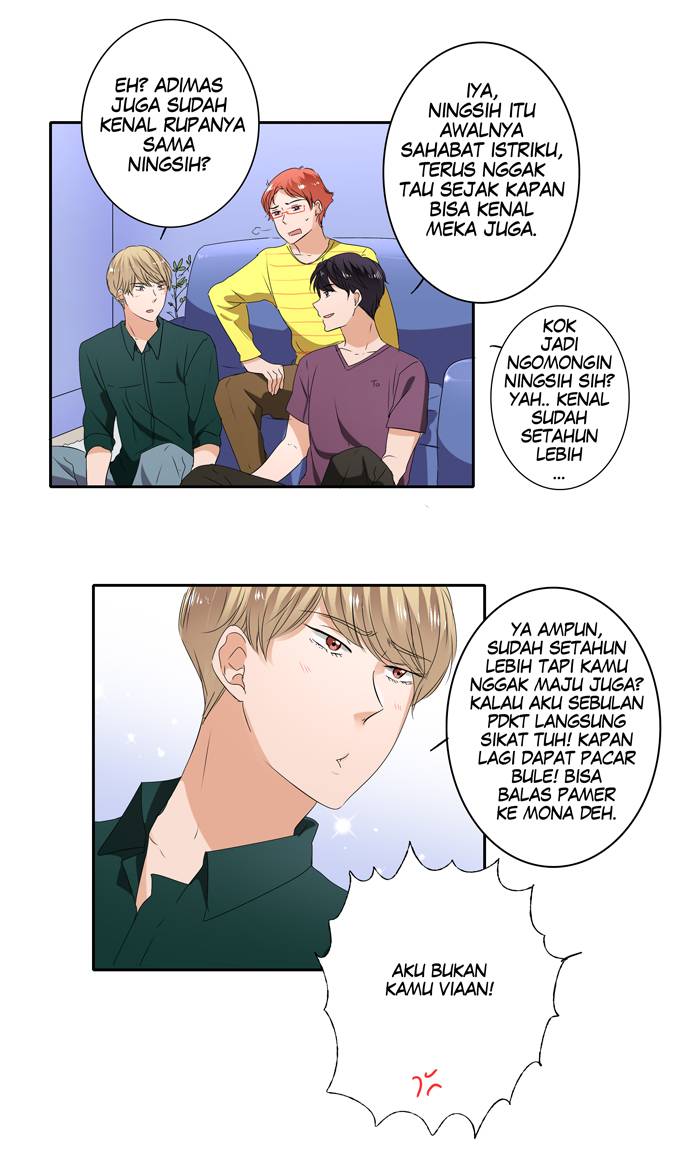 EH? ADIMAS
JUGA SUDAH
KENAL RUPANYA
SAMA
NINGSIH?
IYA,
NINGSIH ITU
AWALNYA
SAHABAT ISTRIKU,
TERUS NGGAK
TAU SEJAK KAPAN
BISA KENAL
MEKA JUGA.
KOK
JADI
NGOMONGIN
NINGSIH SIH?
YAH.. KENAL
SUDAH
SETAHUN
LEBIH
...
To
YA AMPUN,
SUDAH SETAHUN
LEBIH TAPI KAMU
NGGAK MAJU JUGA?
KALAU AKU SEBULAN
PDKT LANGSUNG
SIKAT TUH! KAPAN
LAGI DAPAT PACAR
BULE! BISA
BALAS PAMER
KE MONA DEH.
AKU BUKAN
KAMU VIAAN!